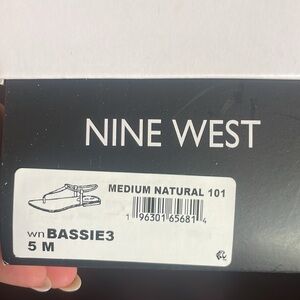 NINE WEST
MEDIUM NATURAL 101
1 96301 65681 4
wn BASSIE3
5 M